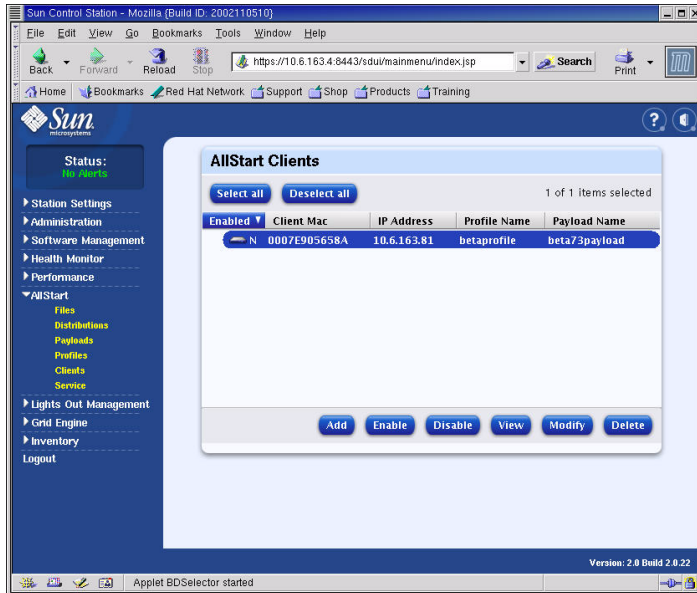 Sun Control Station - Mozilla {Build ID: 2002110510}
File Edit View Go Bookmarks Tools Window Help
Back Forward Reload Stop https://10.6.163.4:8443/sdui/mainmenu/index.jsp Search Print
Home Bookmarks Red Hat Network Support Shop Products Training
Sun
microsystems
?
Status:
No Alerts
Station Settings
Administration
Software Management
Health Monitor
Performance
AllStart
Files
Distributions
Payloads
Profiles
Clients
Service
Lights Out Management
Grid Engine
Inventory
Logout
AllStart Clients
Select all Deselect all 1 of 1 items selected
Enabled Client Mac IP Address Profile Name Payload Name
N 0007E905658A 10.6.163.81 betaprofile beta73payload
Add Enable Disable View Modify Delete
Version: 2.0 Build 2.0.22
Applet BDSelector started